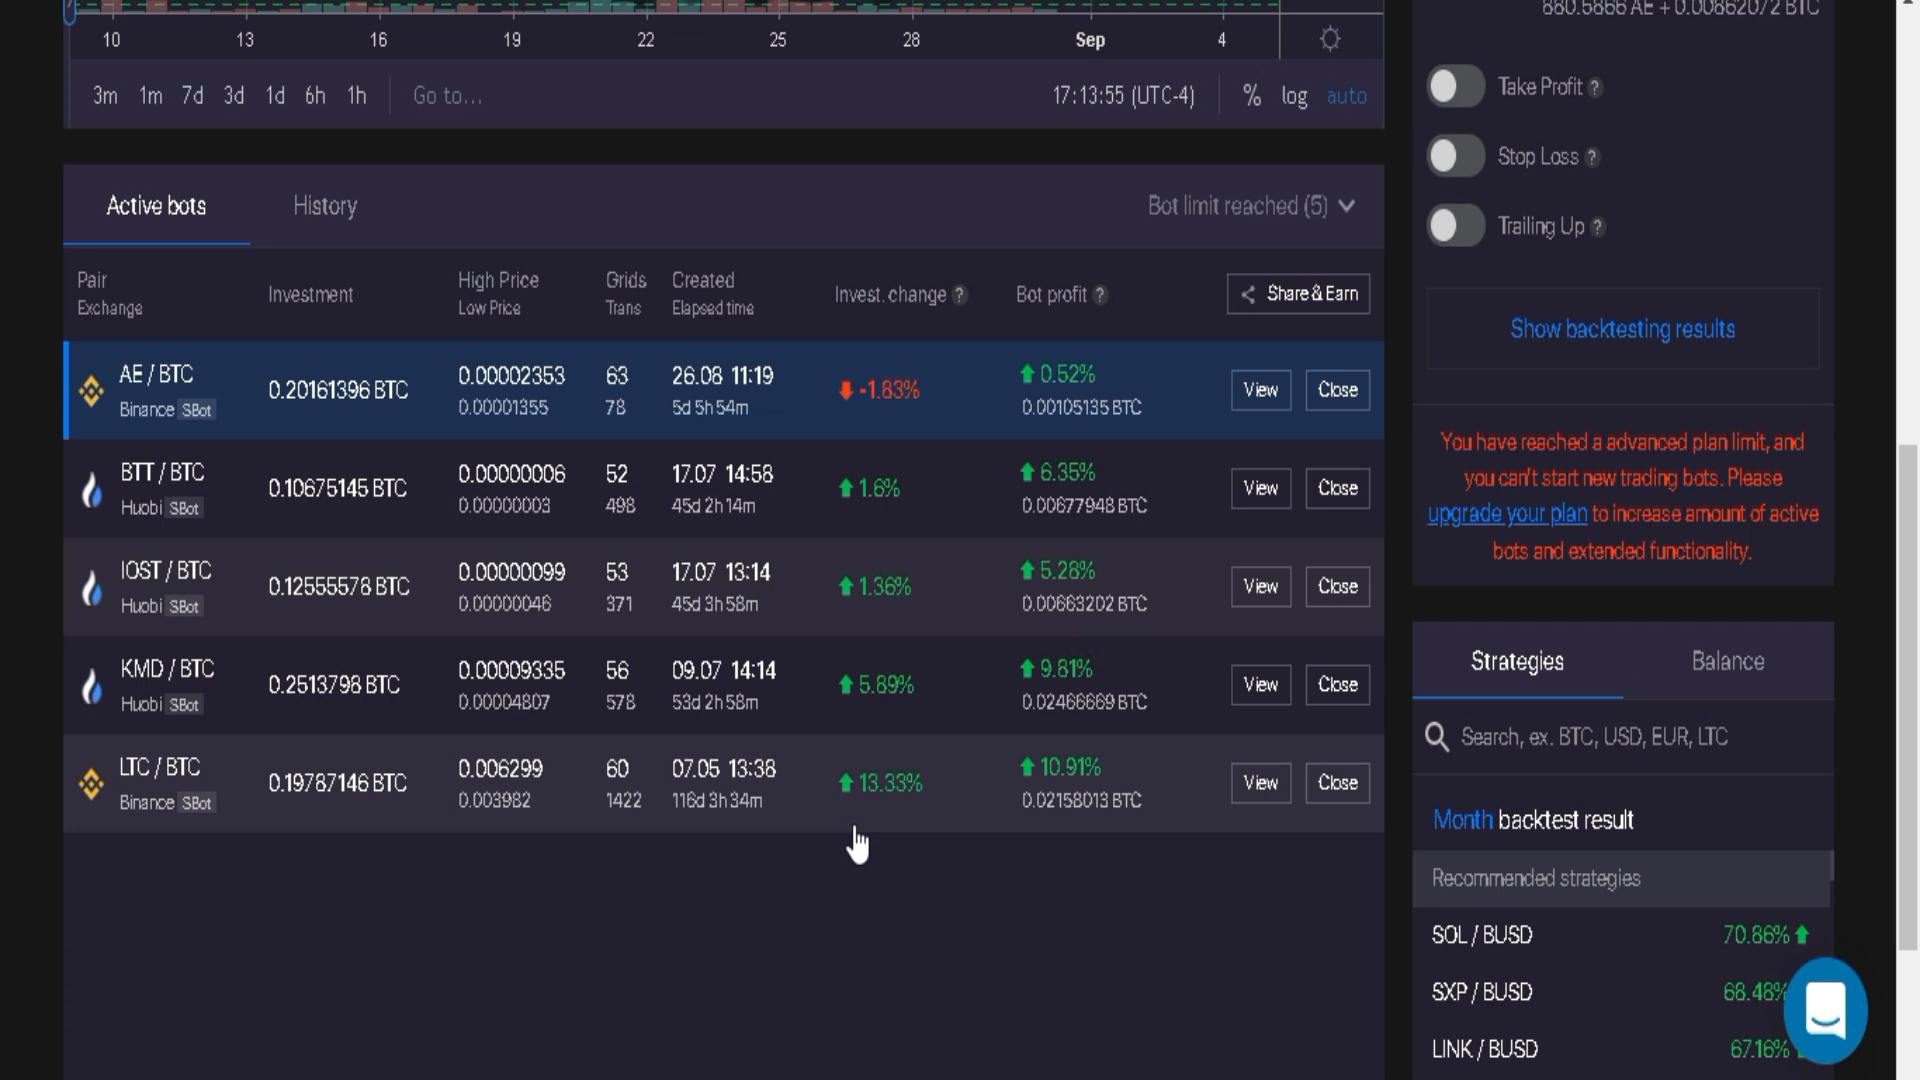 880.5866 AE + 0.00862072 BTC
10 13 16 19 22 25 28 Sep 4
3m 1m 7d 3d 1d 6h 1h Go to... 17:13:55 (UTC-4) % log auto
Take Profit ?
Stop Loss ?
Trailing Up ?
Show backtesting results
You have reached a advanced plan limit, and
you can't start new trading bots. Please
upgrade your plan to increase amount of active
bots and extended functionality.
Active bots History Bot limit reached (5)
Pair Investment High Price Grids Created Invest. change ? Bot profit ? Share & Earn
Exchange Low Price Trans Elapsed time
AE / BTC 0.20161396 BTC 0.00002353 63 26.08 11:19 -1.83% 0.52% View Close
Binance SBot 0.00001355 78 5d 5h 54m 0.00105135 BTC
BTT / BTC 0.10675145 BTC 0.00000006 52 17.07 14:58 1.6% 6.35% View Close
Huobi SBot 0.00000003 498 45d 2h 14m 0.00677948 BTC
IOST / BTC 0.12555578 BTC 0.00000099 53 17.07 13:14 1.36% 5.28% View Close
Huobi SBot 0.00000046 371 45d 3h 58m 0.00663202 BTC
KMD / BTC 0.2513798 BTC 0.00009335 56 09.07 14:14 5.89% 9.81% View Close
Huobi SBot 0.00004807 578 53d 2h 58m 0.02466669 BTC
LTC / BTC 0.19787146 BTC 0.006299 60 07.05 13:38 13.33% 10.91% View Close
Binance SBot 0.003982 1422 116d 3h 34m 0.02158013 BTC
Strategies Balance
Search, ex. BTC, USD, EUR, LTC
Month backtest result
Recommended strategies
SOL / BUSD 70.86%
SXP / BUSD 68.48%
LINK / BUSD 67.16%